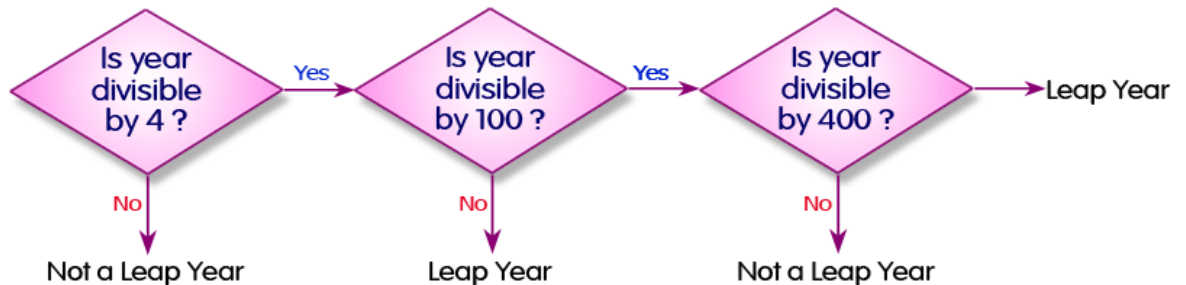 Is year
divisible
by 4 ?
Yes
Is year
divisible
by 100 ?
Yes
Is year
divisible
by 400 ?
Leap Year
No
No
No
Not a Leap Year
Leap Year
Not a Leap Year